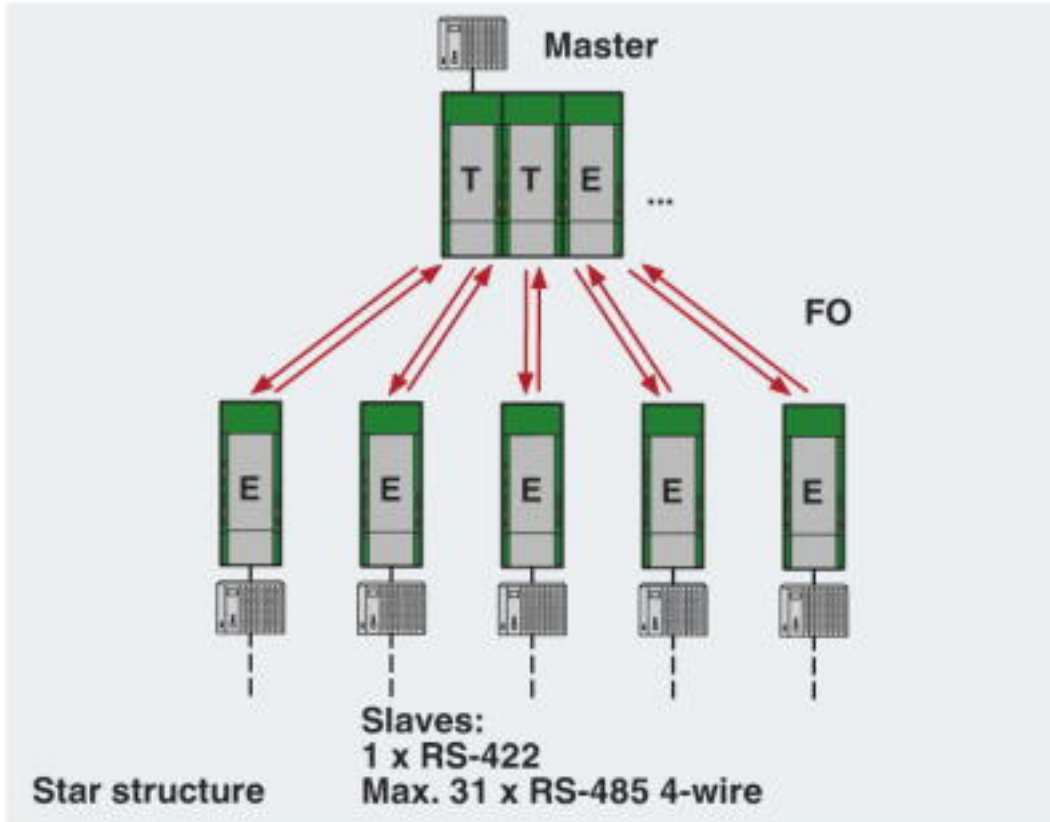 Master
T T E
...
FO
E E E E E
Slaves:
1 x RS-422
Star structure Max. 31 x RS-485 4-wire